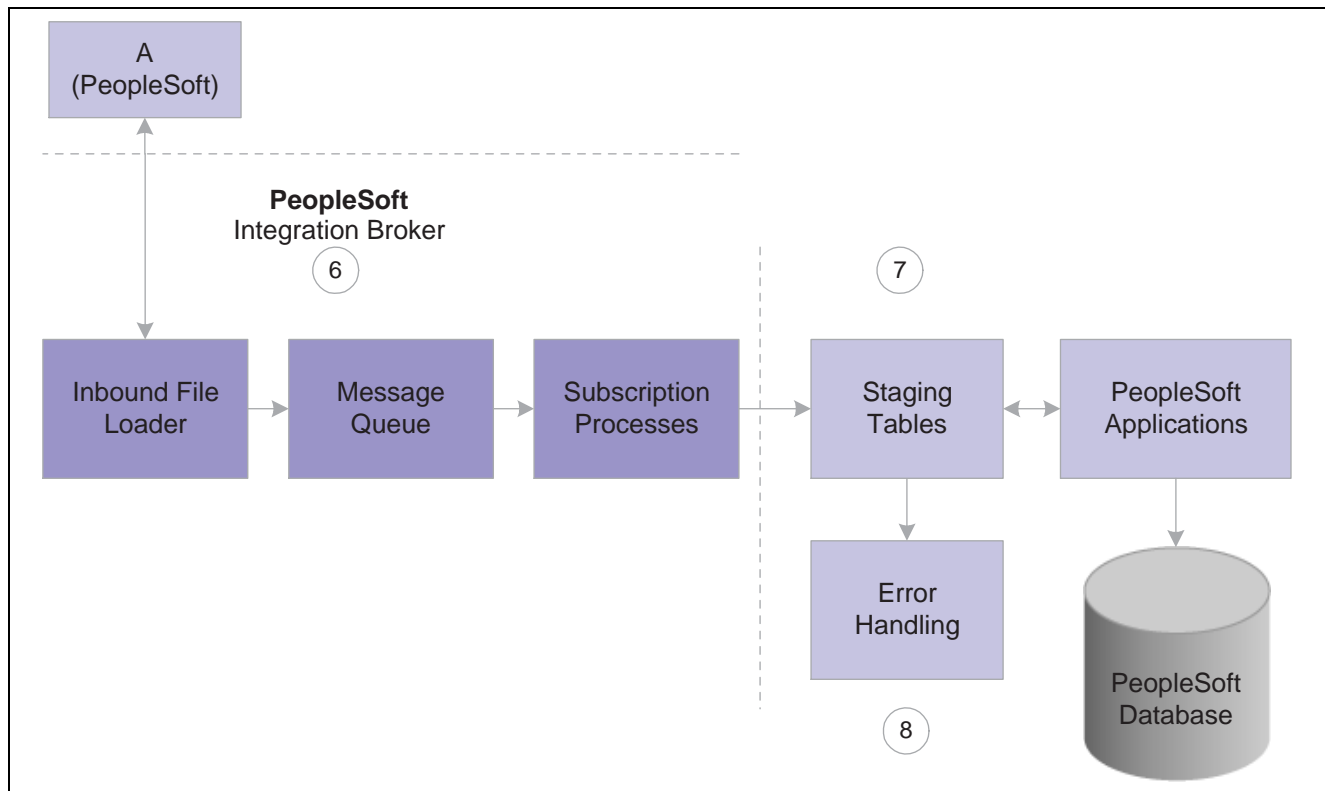 A
(PeopleSoft)
PeopleSoft
Integration Broker
6
7
Inbound File
Loader
Message
Queue
Subscription
Processes
Staging
Tables
PeopleSoft
Applications
Error
Handling
8
PeopleSoft
Database